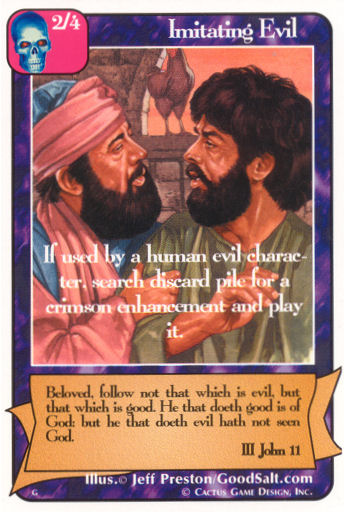 2/4
Imitating Evil
If used by a human evil charac-
ter, search discard pile for a
crimson enhancement and play
it.
Beloved, follow not that which is evil, but
that which is good. He that doeth good is of
God: but he that doeth evil hath not seen
God.
III John 11
Illus.© Jeff Preston/GoodSalt.com
G
© Cactus Game Design, Inc.